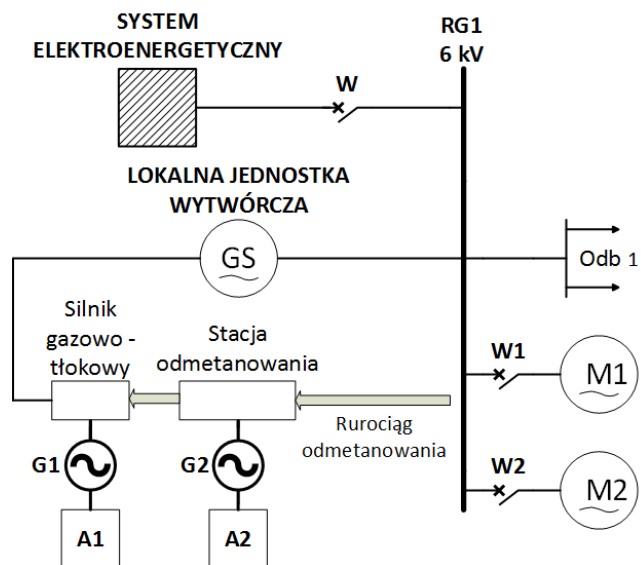 SYSTEM
ELEKTROENERGETYCZNY
RG1
6 kV
W
LOKALNA JEDNOSTKA
WYTWÓRCZA
GS
Odb 1
Silnik
gazowo -
tłokowy
Stacja
odmetanowania
W1
M1
Rurociąg
odmetanowania
G1
G2
W2
M2
A1
A2